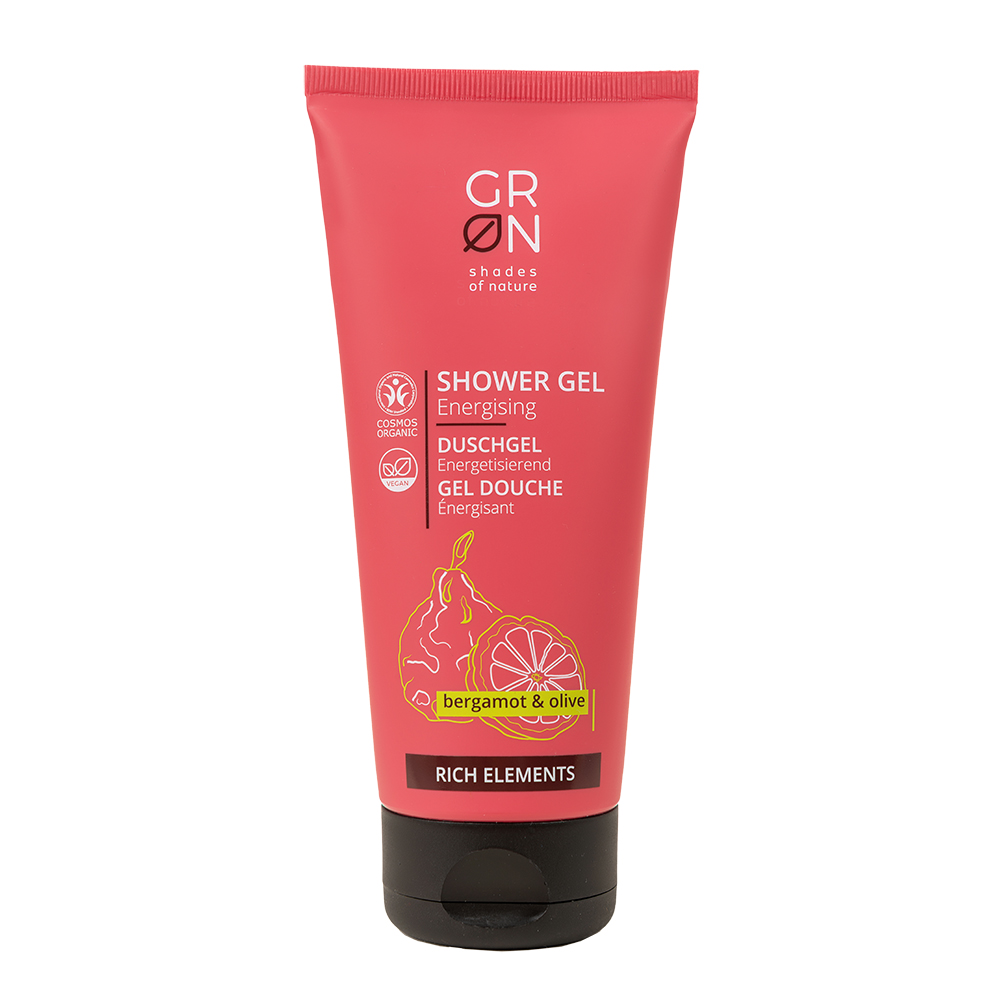 GR
ØN
shades
of nature
COSMOS
ORGANIC
VEGAN
SHOWER GEL
Energising
DUSCHGEL
Energetisierend
GEL DOUCHE
Énergisant
bergamot & olive
RICH ELEMENTS